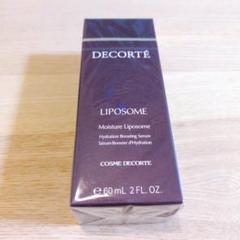 DECORTÉ
LIPOSOME
Moisture Liposome
Hydration Boosting Serum
Sérum-Booster d'Hydratation
COSME DECORTE
e 60 mL 2 FL. OZ.